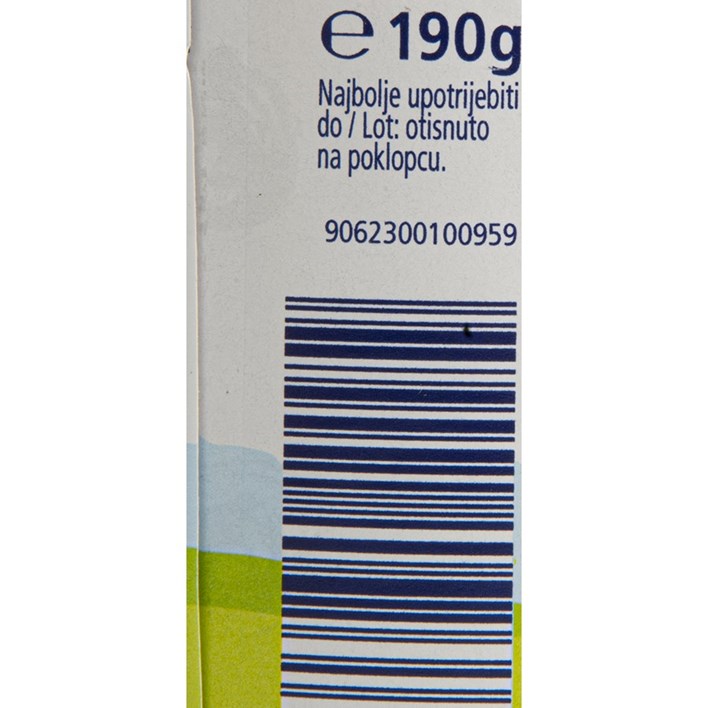 ℮ 190g
Najbolje upotrijebiti
do / Lot: otisnuto
na poklopcu.
9062300100959